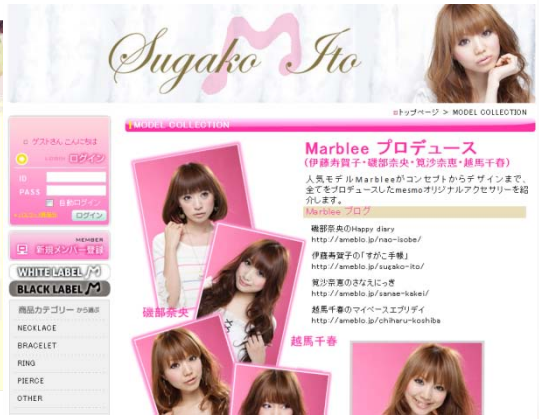 Sugako Ito
M
トップページ > MODEL COLLECTION
ゲストさんこんにちは
ログイン
ID
PASS
自動ログイン
ログイン
MEMBER
新規メンバー登録
WHITE LABEL M
BLACK LABEL M
商品カテゴリー から選ぶ
NECKLACE
BRACELET
RING
PIERCE
OTHER
MODEL COLLECTION
Marblee プロデュース
(伊藤寿賀子・磯部奈央・筧沙奈恵・越馬千春)
人気モデルMarbleeがコンセプトからデザインまで、
全てをプロデュースしたmesmoオリジナルアクセサリーを紹
介します。
Marblee ブログ
磯部奈央のHappy diary
http://ameblo.jp/nao-isobe/
伊藤寿賀子の「すがこ手帳」
http://ameblo.jp/sugako-ito/
筧沙奈恵のさなえにっき
http://ameblo.jp/sanae-kakei/
越馬千春のマイペースエブリディ
http://ameblo.jp/chiharu-koshiba
磯部奈央
越馬千春